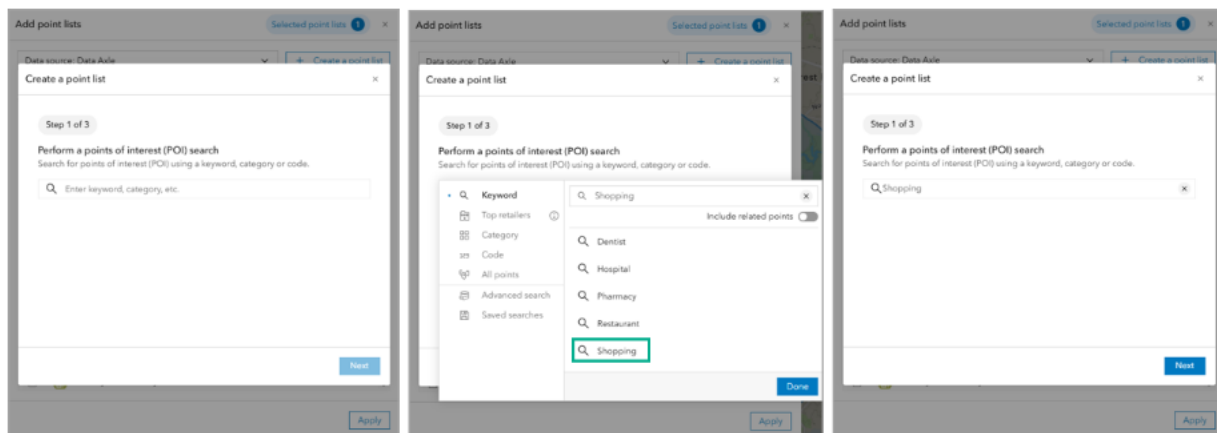 Add point lists
Selected point lists 1
Data source: Data Axle
+ Create a point list
Create a point list
Step 1 of 3
Perform a points of interest (POI) search
Search for points of interest (POI) using a keyword, category or code.
Enter keyword, category, etc.
Next
Apply
Add point lists
Selected point lists 1
Data source: Data Axle
+ Create a point list
Create a point list
Step 1 of 3
Perform a points of interest (POI) search
Search for points of interest (POI) using a keyword, category or code.
Keyword
Top retailers
Category
Code
All points
Advanced search
Saved searches
Shopping
Include related points
Dentist
Hospital
Pharmacy
Restaurant
Shopping
Done
Apply
Add point lists
Selected point lists 1
Data source: Data Axle
+ Create a point list
Create a point list
Step 1 of 3
Perform a points of interest (POI) search
Search for points of interest (POI) using a keyword, category or code.
Shopping
Next
Apply